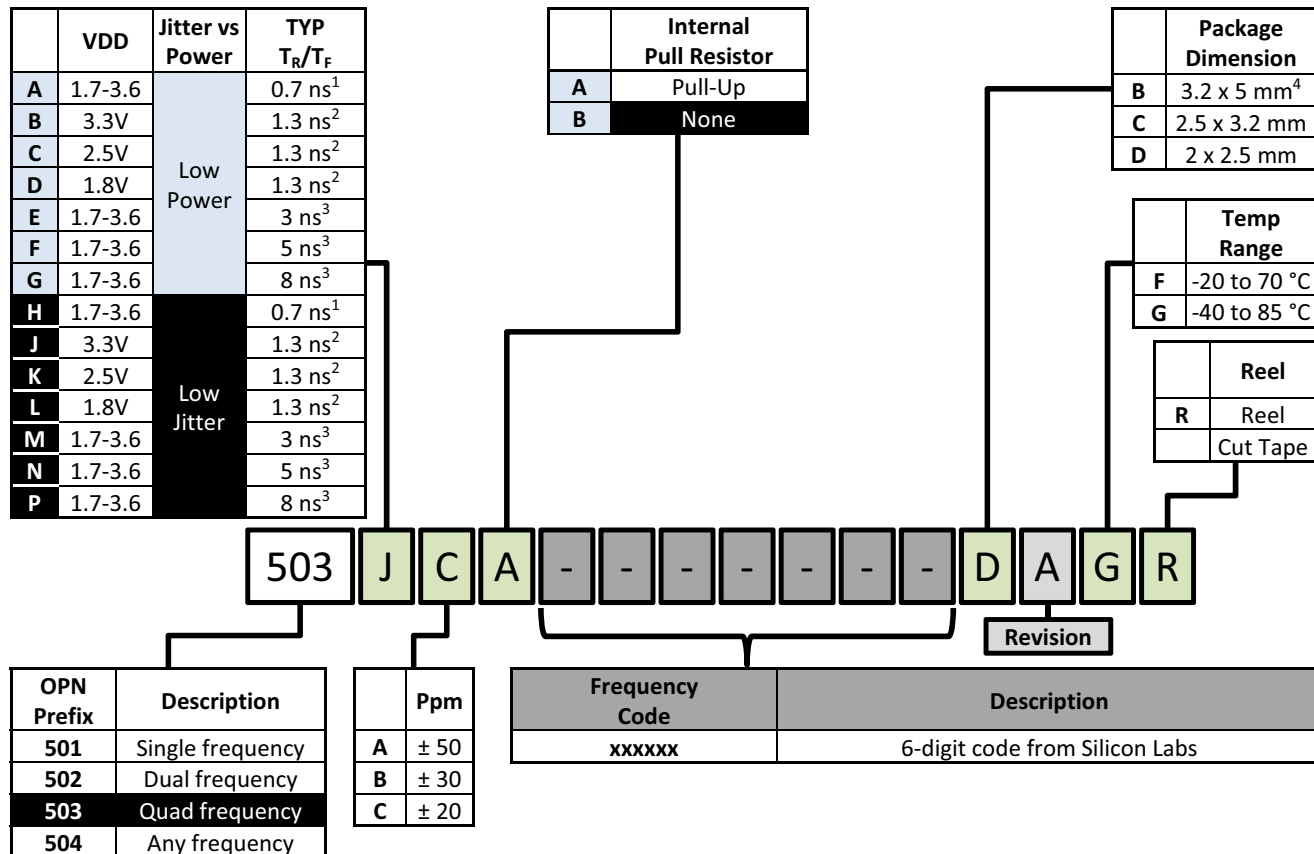 VDD Jitter vs Power TYP TR/TF
A 1.7-3.6 Low Power 0.7 ns1
B 3.3V 1.3 ns2
C 2.5V 1.3 ns2
D 1.8V 1.3 ns2
E 1.7-3.6 3 ns3
F 1.7-3.6 5 ns3
G 1.7-3.6 8 ns3
H 1.7-3.6 Low Jitter 0.7 ns1
J 3.3V 1.3 ns2
K 2.5V 1.3 ns2
L 1.8V 1.3 ns2
M 1.7-3.6 3 ns3
N 1.7-3.6 5 ns3
P 1.7-3.6 8 ns3
Internal
Pull Resistor
A Pull-Up
B None
Package
Dimension
B 3.2 x 5 mm4
C 2.5 x 3.2 mm
D 2 x 2.5 mm
Temp
Range
F -20 to 70 °C
G -40 to 85 °C
Reel
R Reel
Cut Tape
503 J C A - - - - - - - D A G R
Revision
OPN Prefix Description
501 Single frequency
502 Dual frequency
503 Quad frequency
504 Any frequency
Ppm
A ± 50
B ± 30
C ± 20
Frequency Code Description
xxxxxx 6-digit code from Silicon Labs